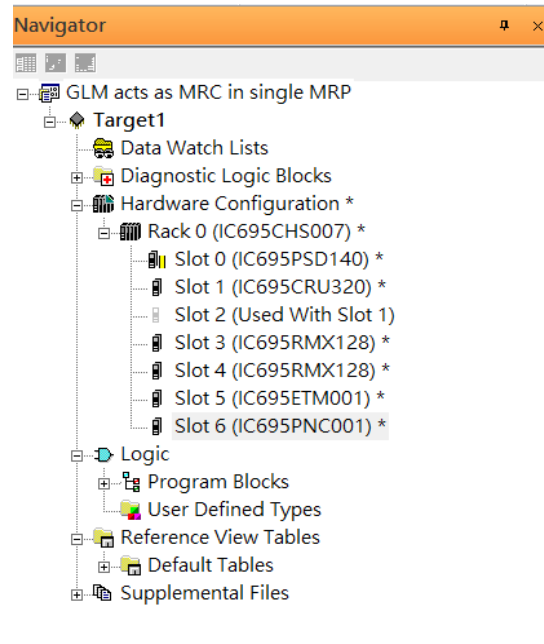 Navigator
GLM acts as MRC in single MRP
Target1
Data Watch Lists
Diagnostic Logic Blocks
Hardware Configuration *
Rack 0 (IC695CHS007) *
Slot 0 (IC695PSD140) *
Slot 1 (IC695CRU320) *
Slot 2 (Used With Slot 1)
Slot 3 (IC695RMX128) *
Slot 4 (IC695RMX128) *
Slot 5 (IC695ETM001) *
Slot 6 (IC695PNC001) *
Logic
Program Blocks
User Defined Types
Reference View Tables
Default Tables
Supplemental Files